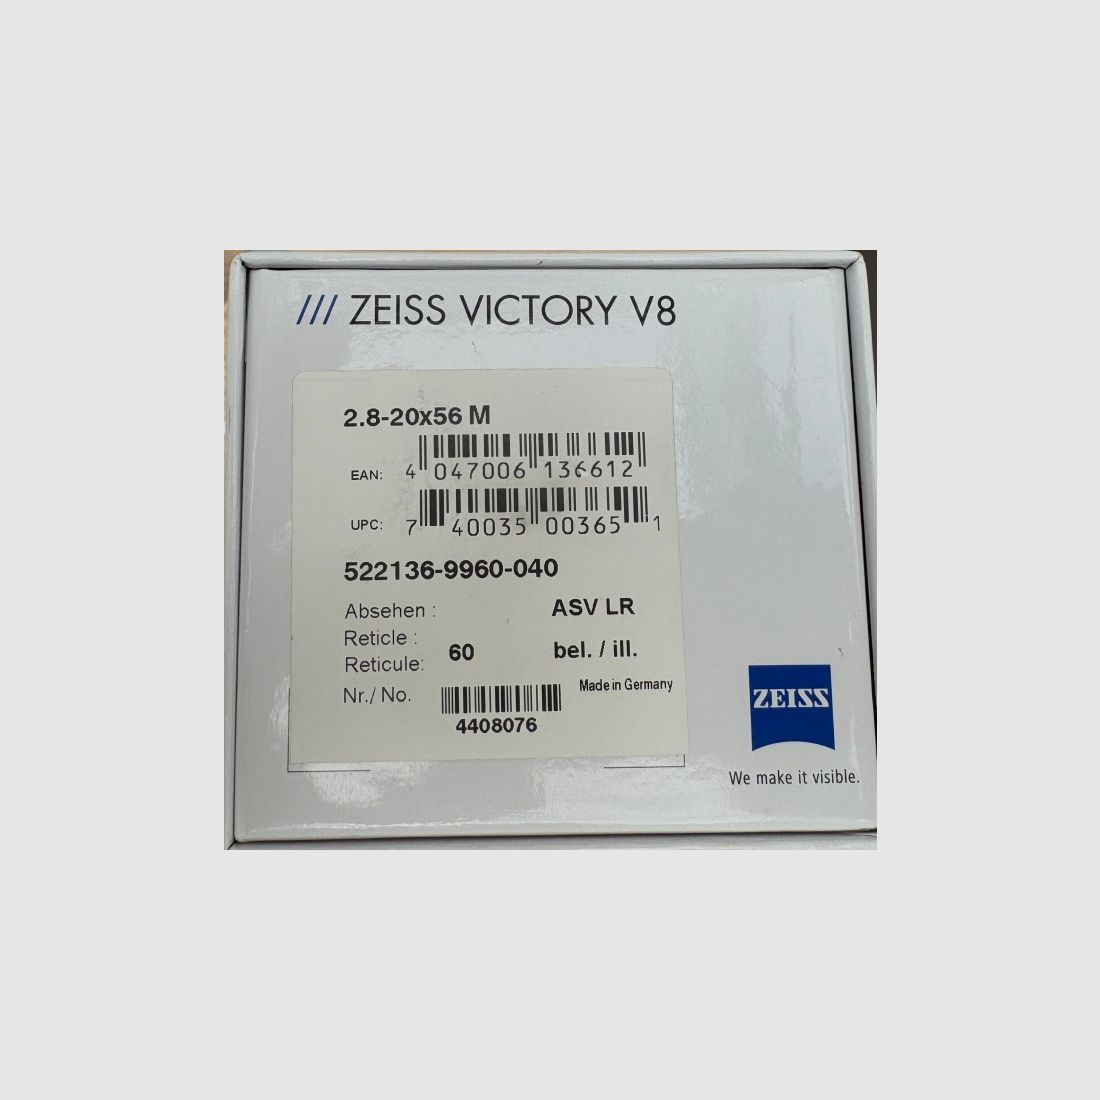 /// ZEISS VICTORY V8
2.8-20x56 M
EAN: 4 047006 136612
UPC: 7 40035 00365 1
522136-9960-040
Absehen : ASV LR
Reticle :
Reticule: 60 bel. / ill.
Nr./ No. Made in Germany
4408076
ZEISS
We make it visible.